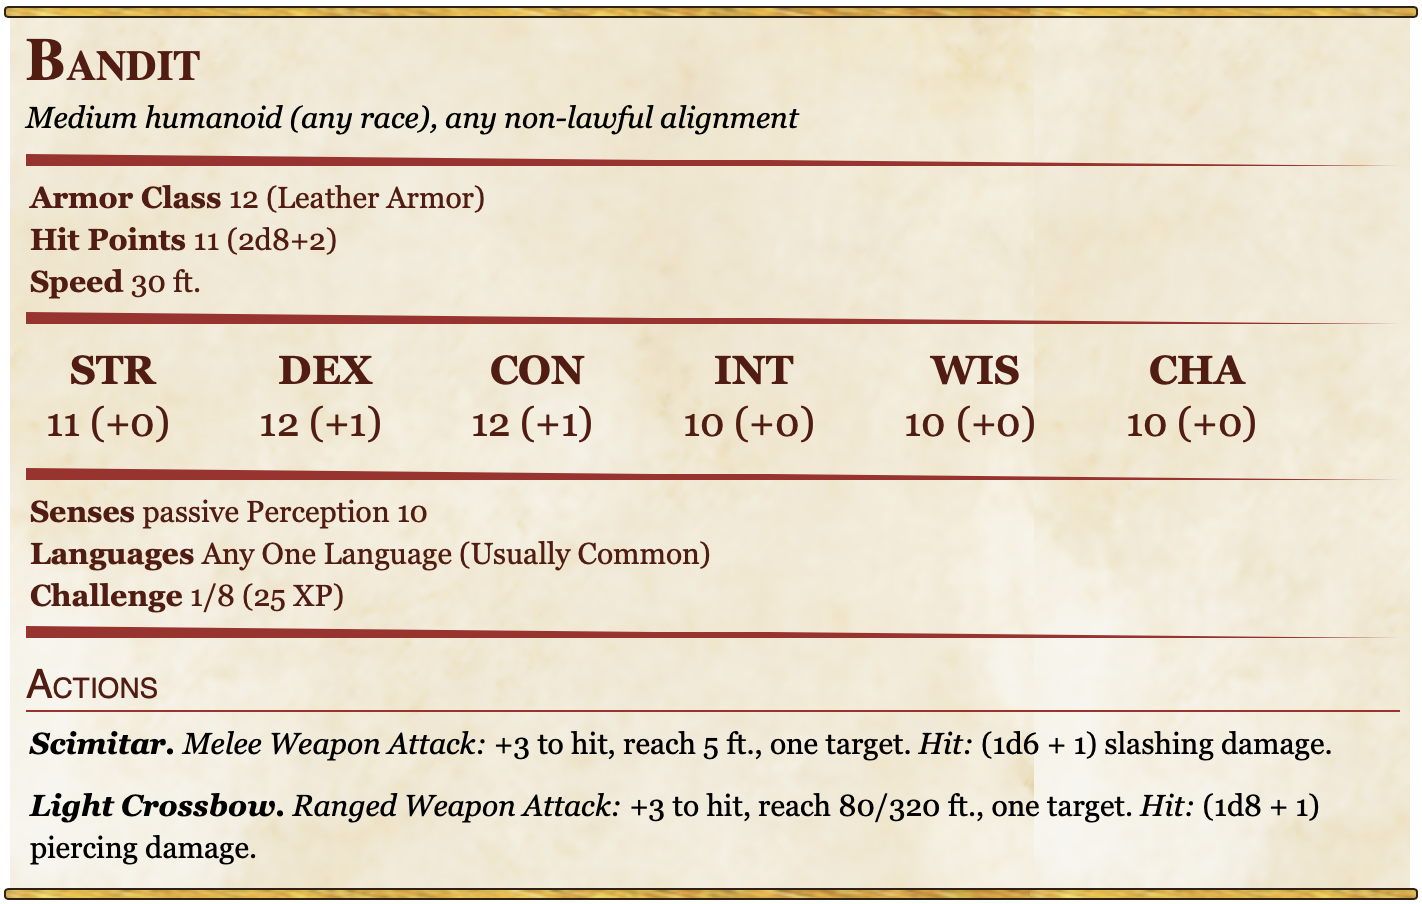 Bandit
Medium humanoid (any race), any non-lawful alignment
Armor Class 12 (Leather Armor)
Hit Points 11 (2d8+2)
Speed 30 ft.
STR DEX CON INT WIS CHA
11 (+0) 12 (+1) 12 (+1) 10 (+0) 10 (+0) 10 (+0)
Senses passive Perception 10
Languages Any One Language (Usually Common)
Challenge 1/8 (25 XP)
Actions
Scimitar. Melee Weapon Attack: +3 to hit, reach 5 ft., one target. Hit: (1d6 + 1) slashing damage.
Light Crossbow. Ranged Weapon Attack: +3 to hit, reach 80/320 ft., one target. Hit: (1d8 + 1)
piercing damage.